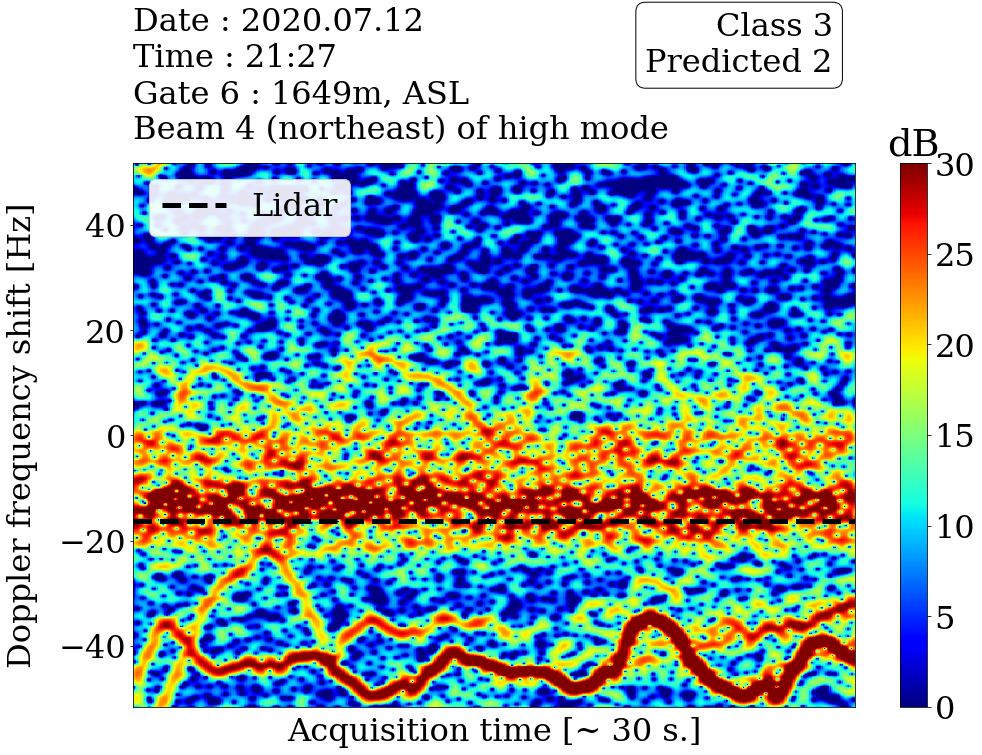 Date : 2020.07.12
Time : 21:27
Gate 6 : 1649m, ASL
Beam 4 (northeast) of high mode
Class 3
Predicted 2
dB
Lidar
Doppler frequency shift [Hz]
40
20
0
−20
−40
30
25
20
15
10
5
0
Acquisition time [~ 30 s.]